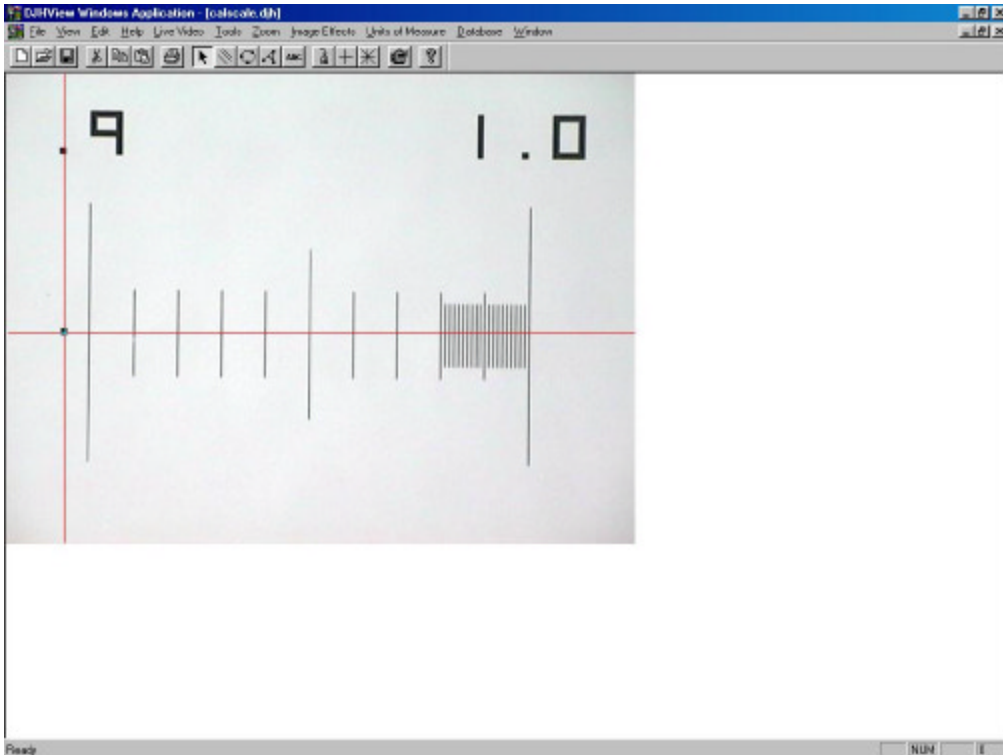 DJHView Windows Application - [calscale.djh]
File View Edit Help Live Video Tools Zoom Image Effects Units of Measure Database Window
ABC
9 1.0
Ready NUM